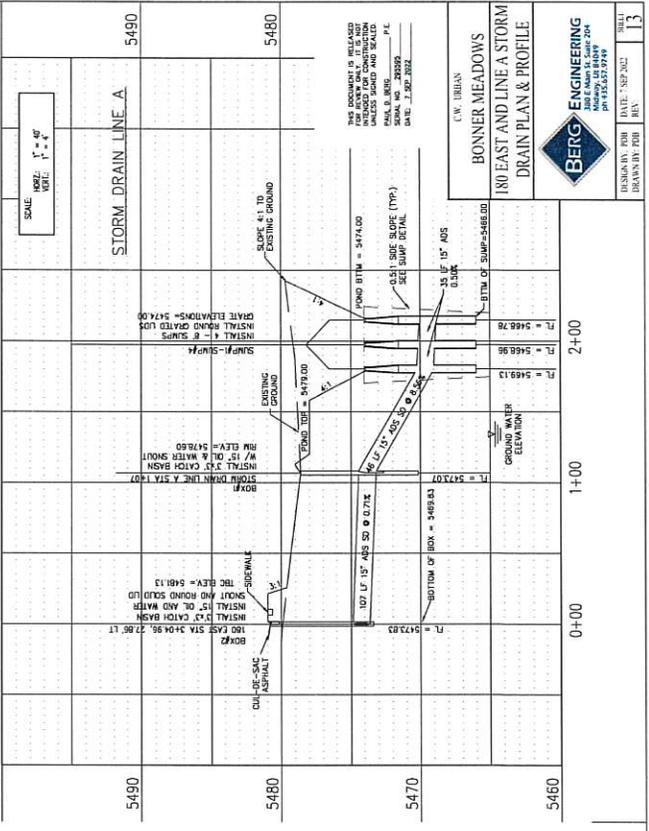 SCALE: HORZ.: 1" = 40'
VERT.: 1" = 4'
STORM DRAIN LINE A
5490
5490
5480
5480
5470
5460
CUL-DE-SAC
ASPHALT
BOX#2
180 EAST STA 3+04.96, 27.86' LT
INSTALL 3'x3' CATCH BASIN
INSTALL 15" OIL AND WATER
SNOUT AND ROUND SOLID LID
TBC ELEV.= 5481.13
SIDEWALK
3:1
BOX#1
STORM DRAIN LINE A STA 1+07
INSTALL 3'x3' CATCH BASIN
W/ 15" OIL & WATER SNOUT
RIM ELEV= 5478.60
EXISTING
GROUND
POND TOP = 5479.00
4:1
SUMP#1-SUMP#4
INSTALL 4 - 8' SUMPS
INSTALL ROUND GRATED LIDS
GRATE ELEVATIONS= 5474.00
SLOPE 4:1 TO
EXISTING GROUND
4:1
POND BTTM = 5474.00
0.5:1 SIDE SLOPE (TYP.)
SEE SUMP DETAIL
35 LF 15" ADS
0.50%
BTTM OF SUMP=5466.00
107 LF 15" ADS SD @ 0.71%
46 LF 15" ADS SD @ 8.56%
BOTTOM OF BOX = 5469.83
FL = 5473.83
FL = 5473.07
FL = 5469.13
FL = 5468.96
FL = 5468.78
GROUND WATER
ELEVATION
0+00
1+00
2+00
THIS DOCUMENT IS RELEASED
FOR REVIEW ONLY. IT IS NOT
INTENDED FOR CONSTRUCTION
UNLESS SIGNED AND SEALED.
PAUL D. BERG P.E.
SERIAL NO. 295595
DATE: 7 SEP 2022
C.W. URBAN
BONNER MEADOWS
180 EAST AND LINE A STORM
DRAIN PLAN & PROFILE
BERG ENGINEERING
380 E Main St. Suite 204
Midway, Ut 84049
ph 435.657.9749
DESIGN BY: PDB
DATE: 7 SEP 2022
DRAWN BY: PDB
REV:
SHEET
13